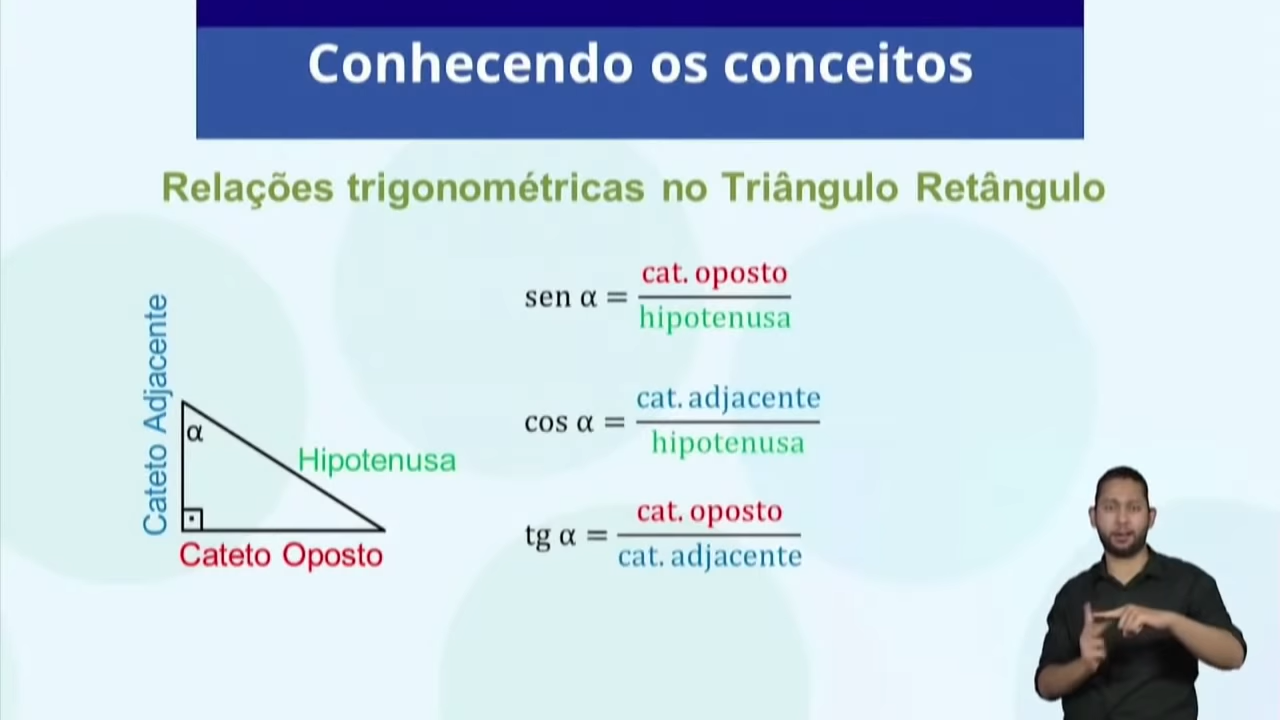 Conhecendo os conceitos
Relações trigonométricas no Triângulo Retângulo
Cateto Adjacente
α
Hipotenusa
Cateto Oposto
sen α = cat. oposto / hipotenusa
cos α = cat. adjacente / hipotenusa
tg α = cat. oposto / cat. adjacente